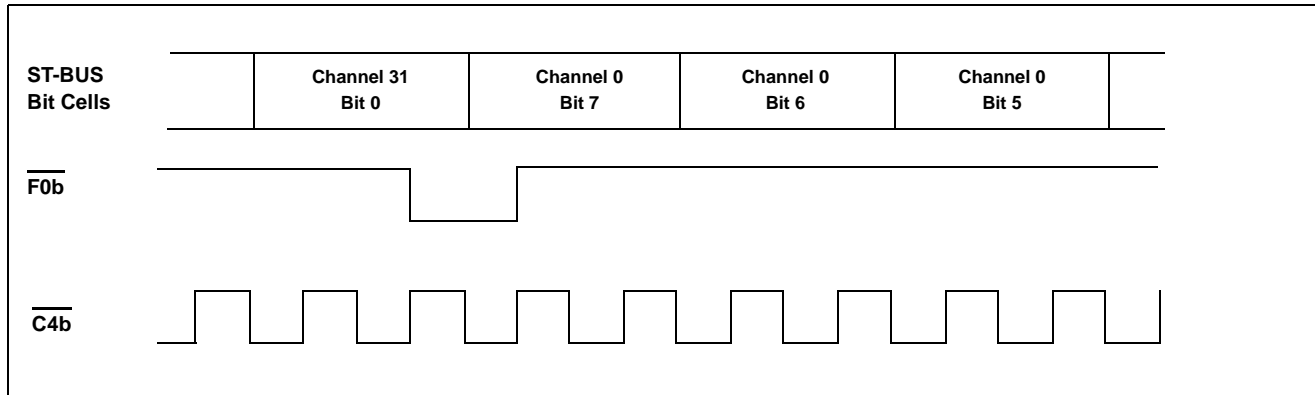 ST-BUS
Bit Cells
Channel 31
Bit 0
Channel 0
Bit 7
Channel 0
Bit 6
Channel 0
Bit 5
F0b
C4b